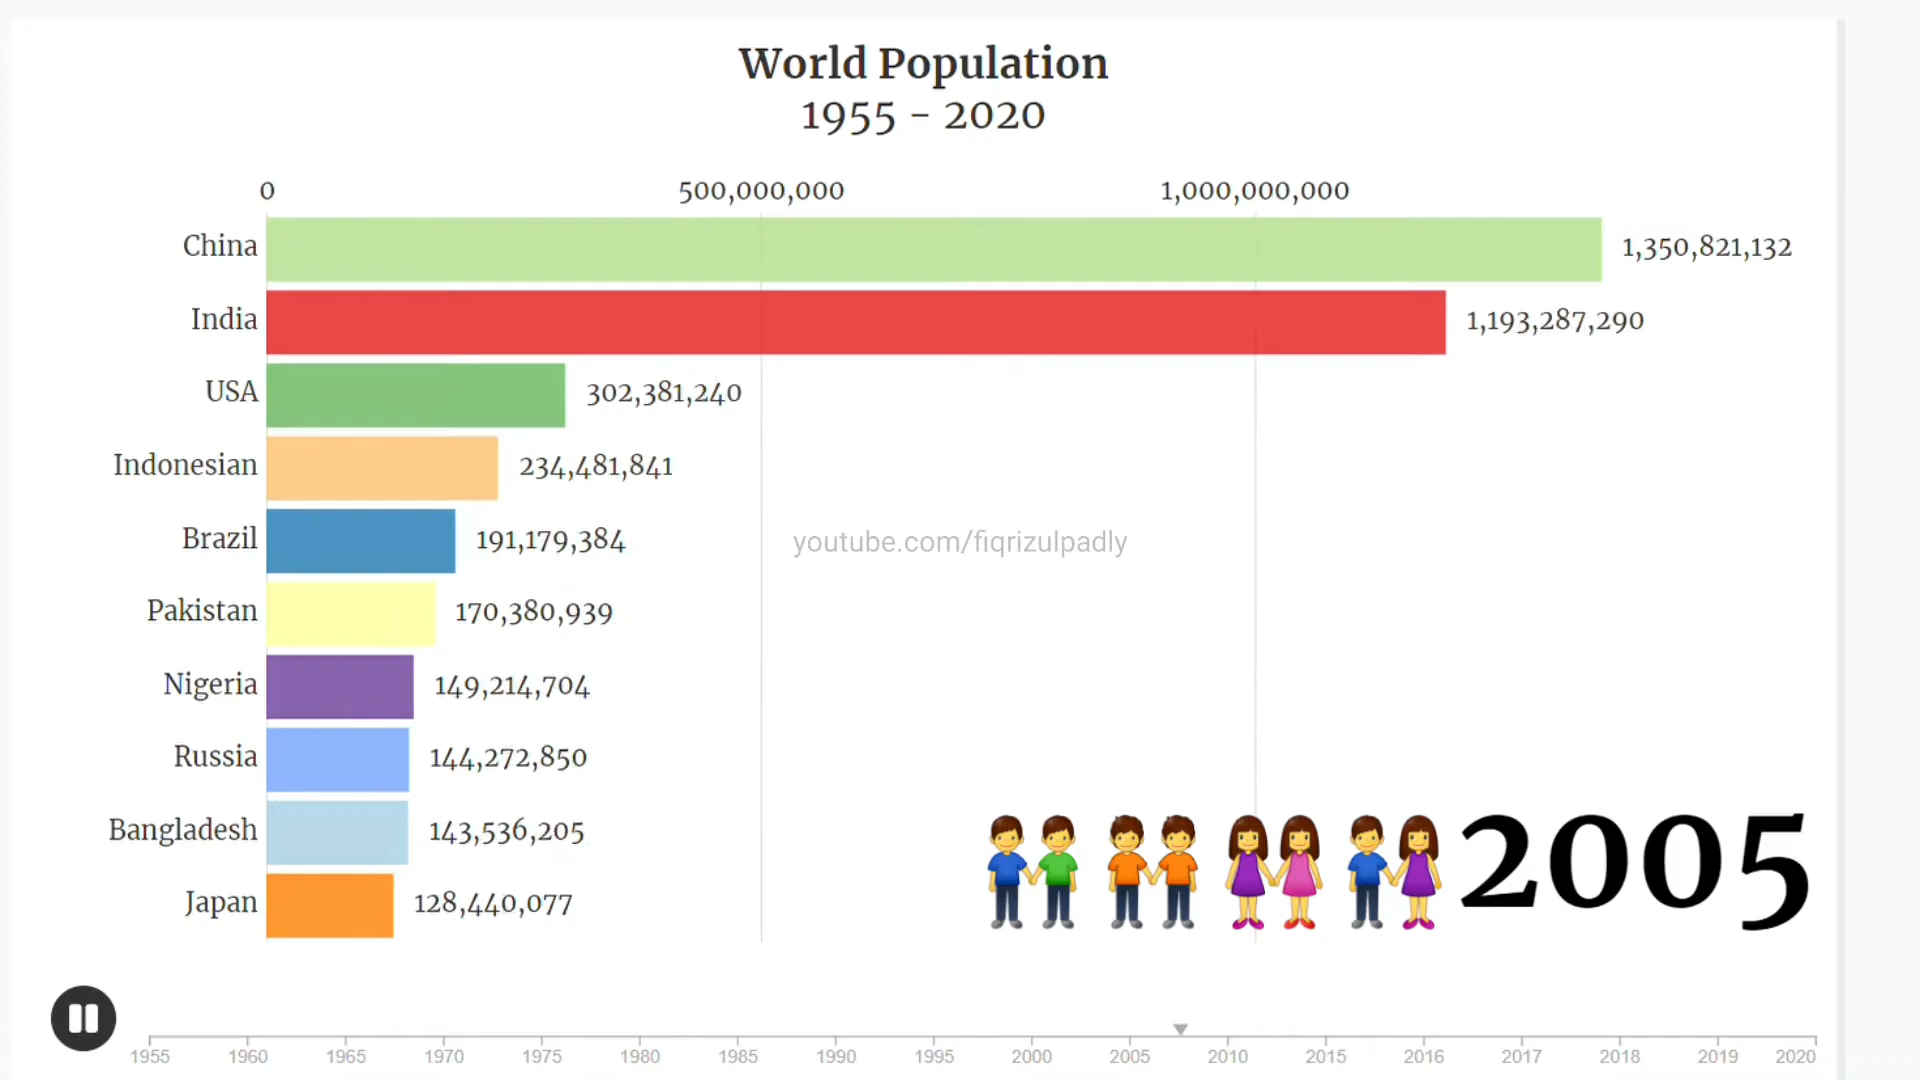 World Population
1955 - 2020
0 500,000,000 1,000,000,000
China 1,350,821,132
India 1,193,287,290
USA 302,381,240
Indonesian 234,481,841
Brazil 191,179,384
youtube.com/fiqrizulpadly
Pakistan 170,380,939
Nigeria 149,214,704
Russia 144,272,850
Bangladesh 143,536,205
Japan 128,440,077
2005
1955 1960 1965 1970 1975 1980 1985 1990 1995 2000 2005 2010 2015 2016 2017 2018 2019 2020